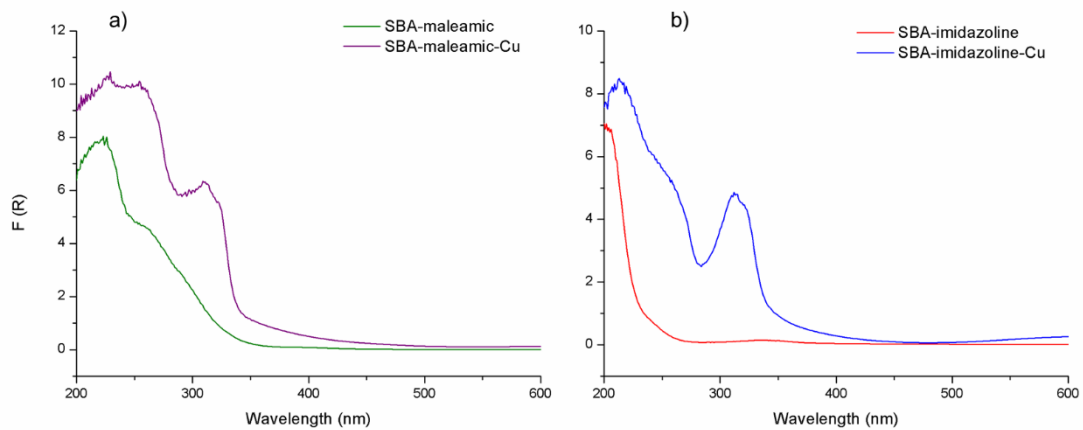 a)
SBA-maleamic
SBA-maleamic-Cu
12
10
8
6
4
2
0
F (R)
200
300
400
500
600
Wavelength (nm)
b)
SBA-imidazoline
SBA-imidazoline-Cu
10
8
6
4
2
0
200
300
400
500
600
Wavelength (nm)